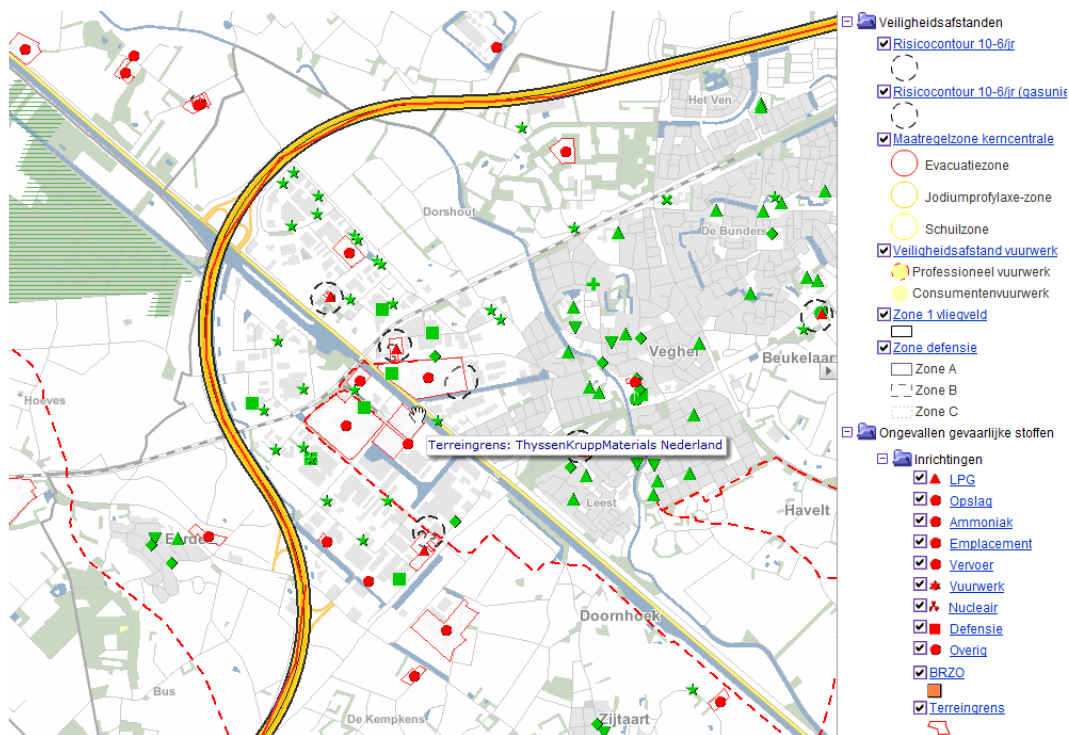 Het Ven
Dorshout
De Bunders
Veghel
Beukelaar
Hoeves
Terreingrens: ThyssenKruppMaterials Nederland
Leest
Havelt
Eerde
Doornhoek
Bus
De Kempkens
Zijtaart
Veiligheidsafstanden
Risicocontour 10-6/jr
Risicocontour 10-6/jr (gasunie
Maatregelzone kerncentrale
Evacuatiezone
Jodiumprofylaxe-zone
Schuilzone
Veiligheidsafstand vuurwerk
Professioneel vuurwerk
Consumentenvuurwerk
Zone 1 vliegveld
Zone defensie
Zone A
Zone B
Zone C
Ongevallen gevaarlijke stoffen
Inrichtingen
LPG
Opslag
Ammoniak
Emplacement
Vervoer
Vuurwerk
Nucleair
Defensie
Overig
BRZO
Terreingrens